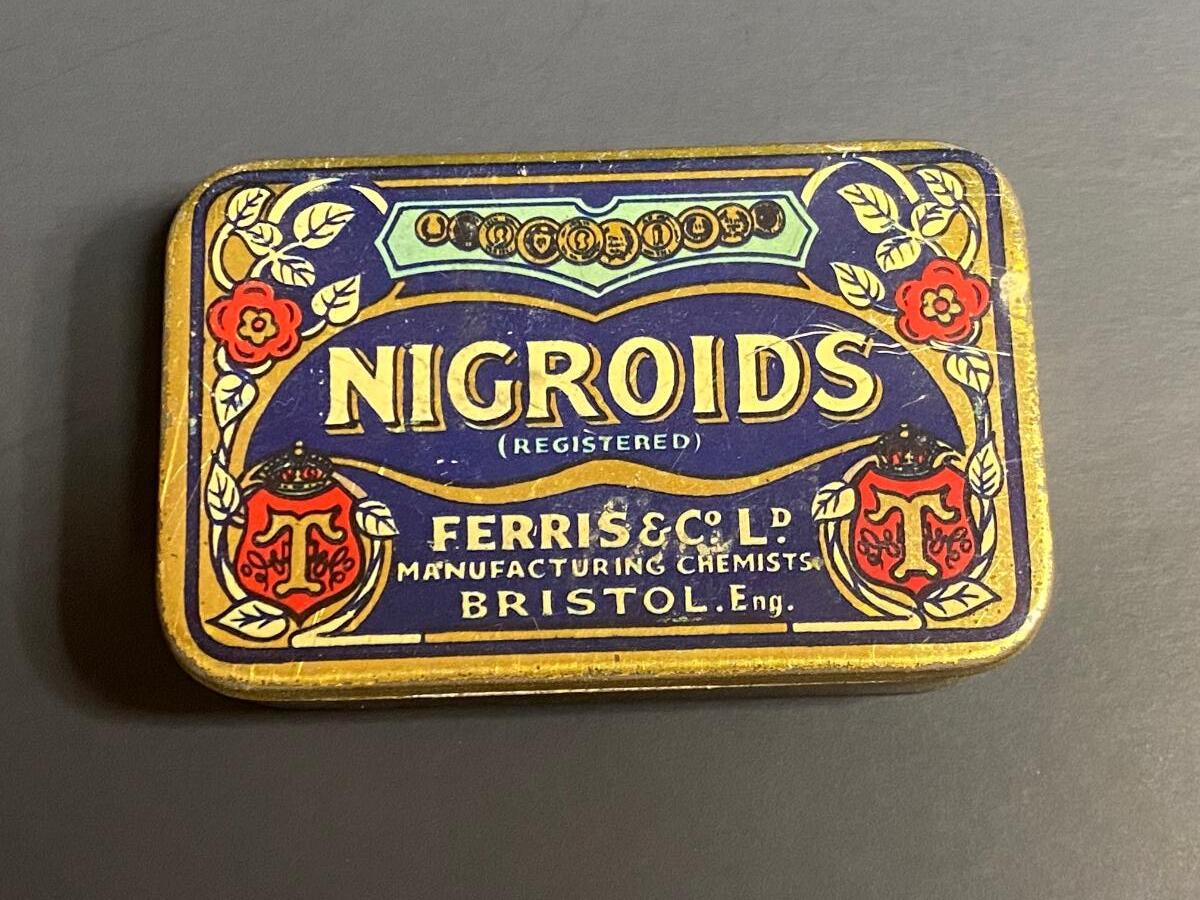 NIGROIDS
(REGISTERED)
T T
FERRIS & Co. LD.
MANUFACTURING CHEMISTS
BRISTOL. Eng.